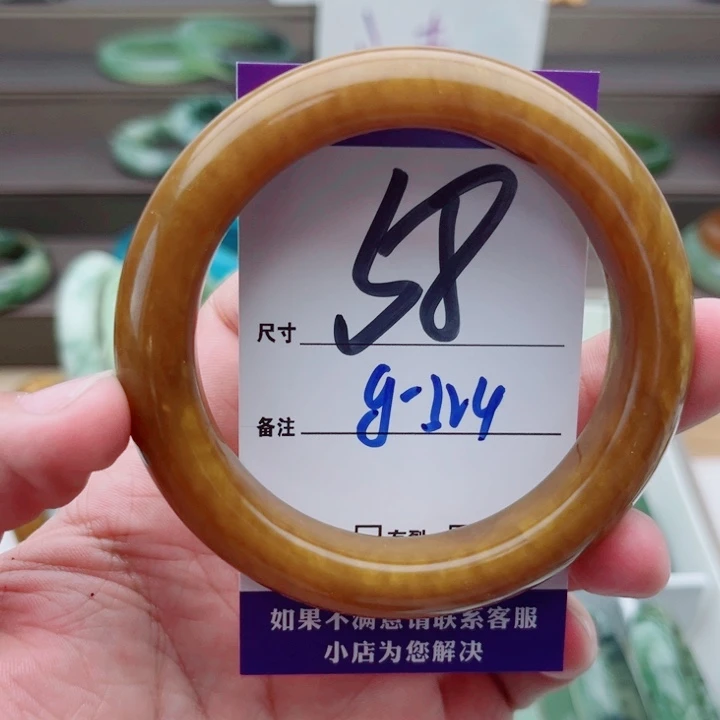 尺寸 58
备注 g-Jry
如果不满意请联系客服
小店为您解决